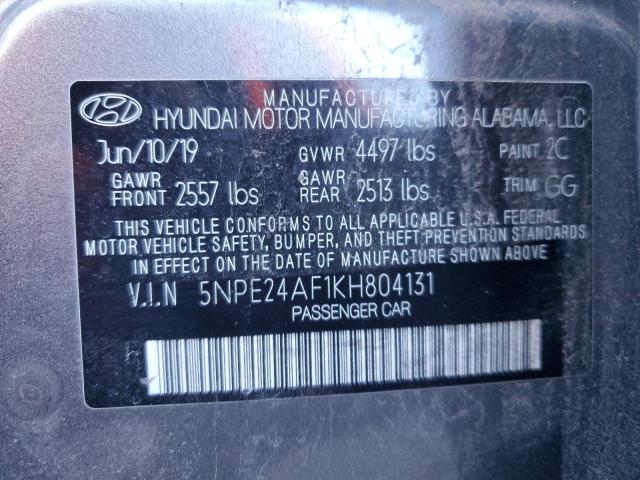 MANUFACTURED BY
HYUNDAI MOTOR MANUFACTURING ALABAMA, LLC
Jun/10/19 GVWR 4497 lbs PAINT 2C
GAWR FRONT 2557 lbs GAWR REAR 2513 lbs TRIM GG
THIS VEHICLE CONFORMS TO ALL APPLICABLE U.S.A. FEDERAL
MOTOR VEHICLE SAFETY, BUMPER, AND THEFT PREVENTION STANDARDS
IN EFFECT ON THE DATE OF MANUFACTURE SHOWN ABOVE.
V.I.N 5NPE24AF1KH804131
PASSENGER CAR